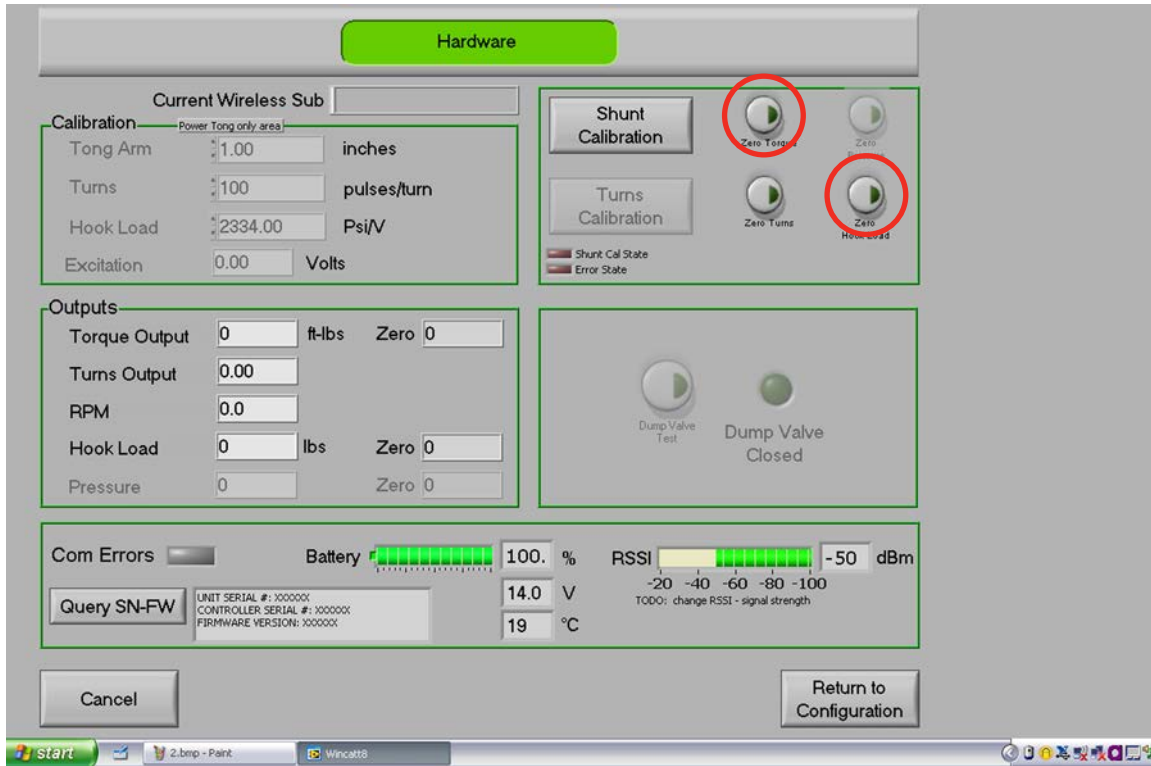 Hardware
Current Wireless Sub
Calibration
Power Tong only area
Tong Arm 1.00 inches
Turns 100 pulses/turn
Hook Load 2334.00 Psi/V
Excitation 0.00 Volts
Shunt
Calibration
Zero Torque
Zero
Turns
Calibration
Zero Turns
Zero
Hook Load
Shunt Cal State
Error State
Outputs
Torque Output 0 ft-lbs Zero 0
Turns Output 0.00
RPM 0.0
Hook Load 0 lbs Zero 0
Pressure 0 Zero 0
Dump Valve
Test
Dump Valve
Closed
Com Errors
Battery 100. %
14.0 V
19 °C
RSSI -50 dBm
-20 -40 -60 -80 -100
TODO: change RSSI - signal strength
Query SN-FW
UNIT SERIAL #: XXXXXX
CONTROLLER SERIAL #: XXXXXX
FIRMWARE VERSION: XXXXXX
Cancel
Return to
Configuration
start
2.bmp - Paint
Wincatt8